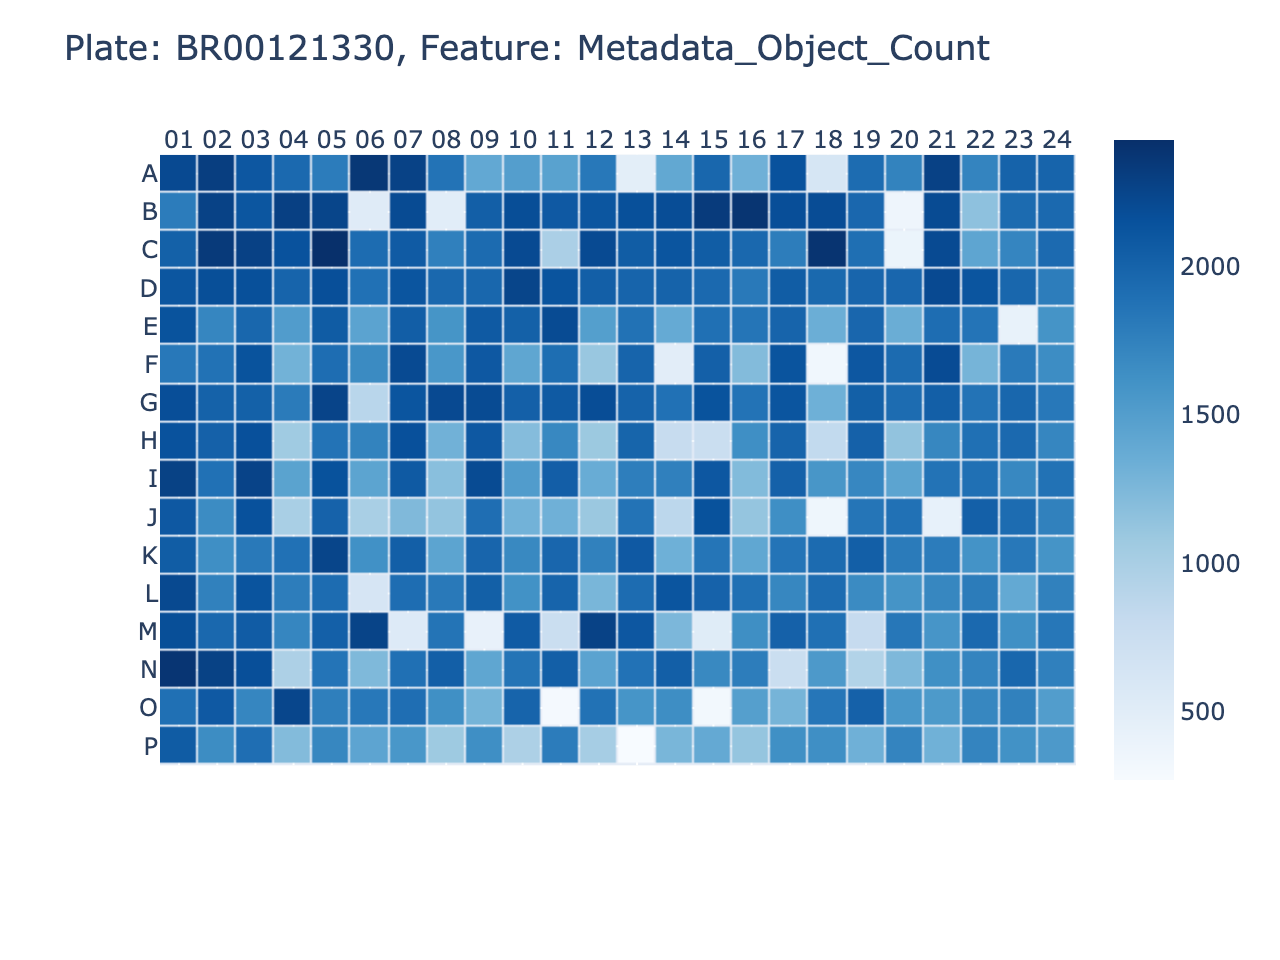 Plate: BR00121330, Feature: Metadata_Object_Count
01 02 03 04 05 06 07 08 09 10 11 12 13 14 15 16 17 18 19 20 21 22 23 24
A
B
C
D
2000
E
F
G
1500
H
I
J
K
1000
L
M
N
O
500
P